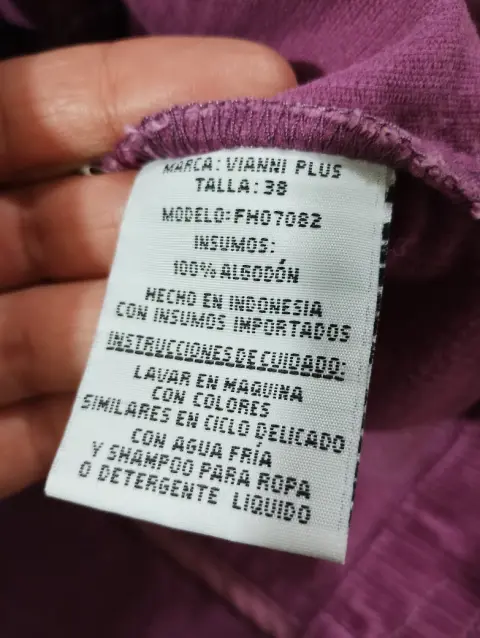 MARCA: VIANNI PLUS
TALLA: 38
MODELO: FH07082
INSUMOS:
100% ALGODÓN
HECHO EN INDONESIA
CON INSUMOS IMPORTADOS
INSTRUCCIONES DE CUIDADO:
LAVAR EN MAQUINA
CON COLORES
SIMILARES EN CICLO DELICADO
CON AGUA FRÍA
Y SHAMPOO PARA ROPA
O DETERGENTE LIQUIDO